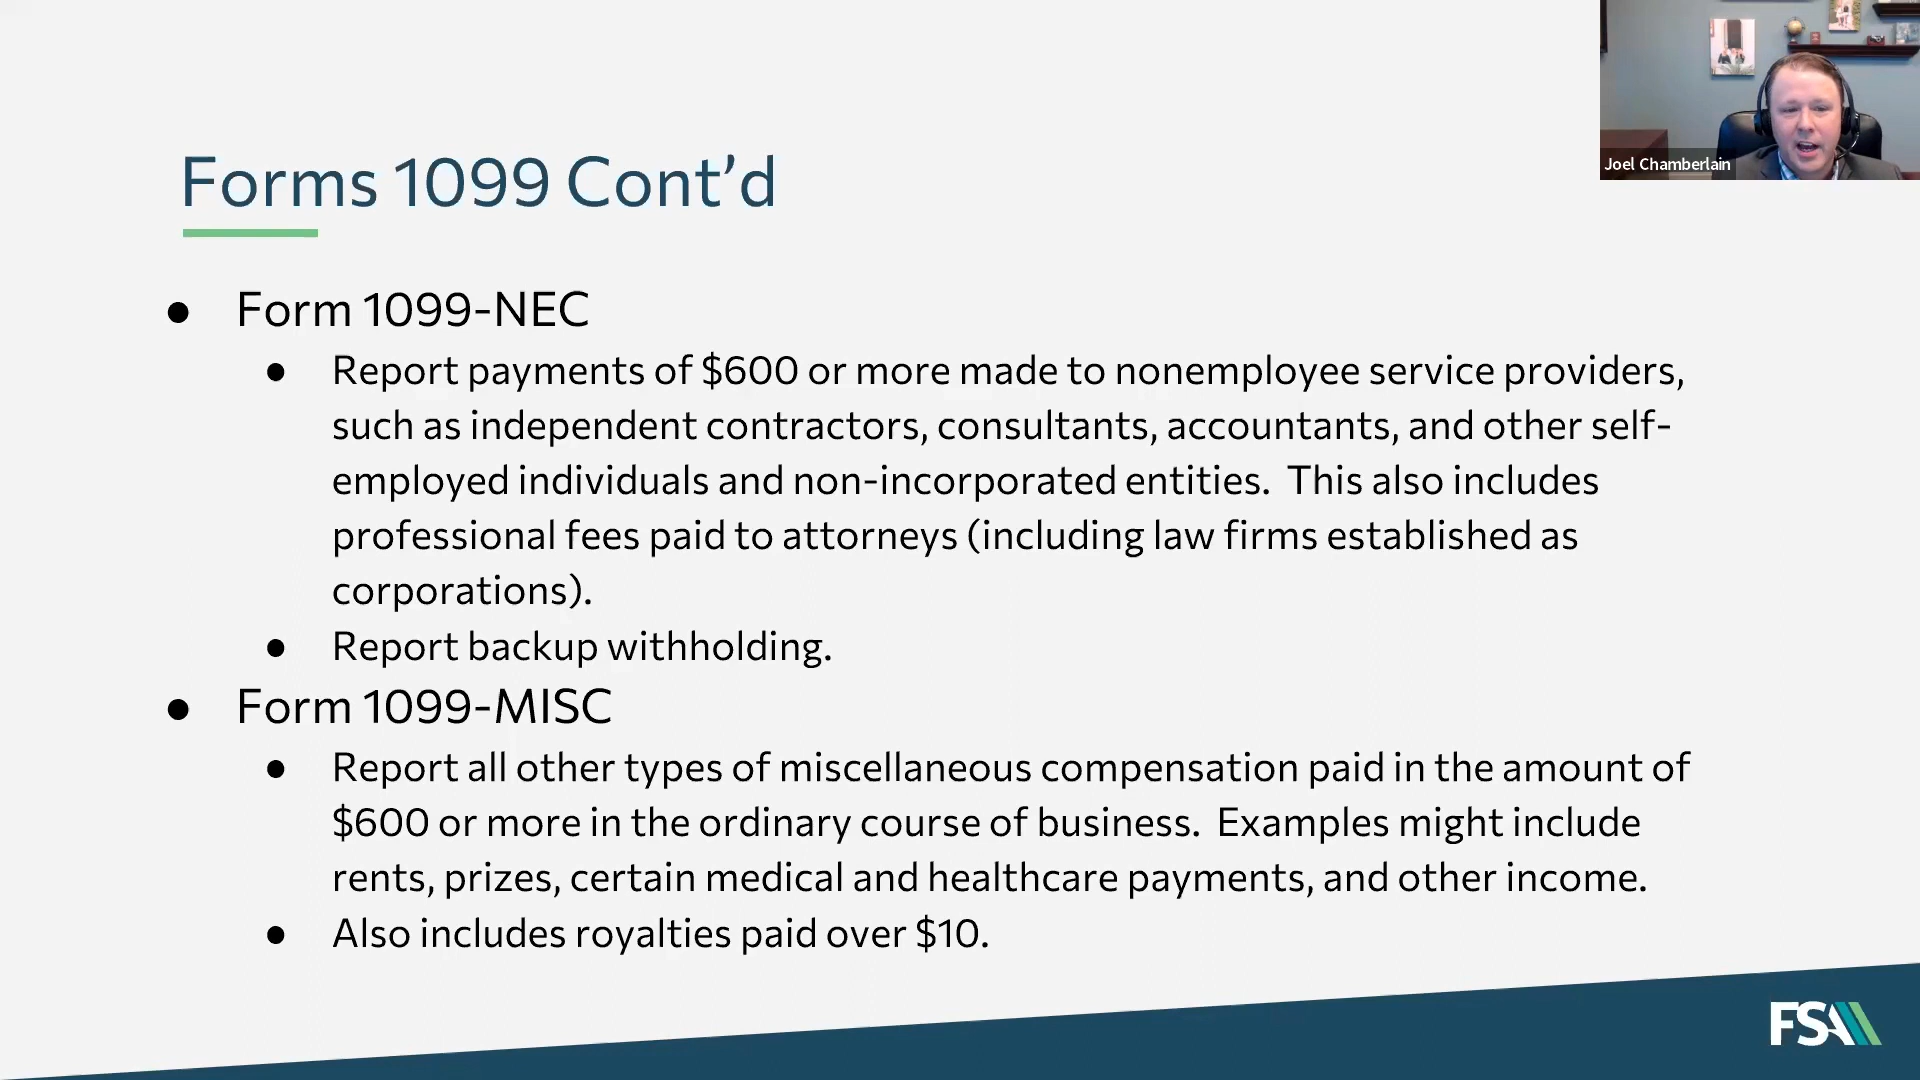 Joel Chamberlain
Forms 1099 Cont’d
● Form 1099-NEC
● Report payments of $600 or more made to nonemployee service providers,
such as independent contractors, consultants, accountants, and other self-
employed individuals and non-incorporated entities.  This also includes
professional fees paid to attorneys (including law firms established as
corporations).
● Report backup withholding.
● Form 1099-MISC
● Report all other types of miscellaneous compensation paid in the amount of
$600 or more in the ordinary course of business.  Examples might include
rents, prizes, certain medical and healthcare payments, and other income.
● Also includes royalties paid over $10.
FSA